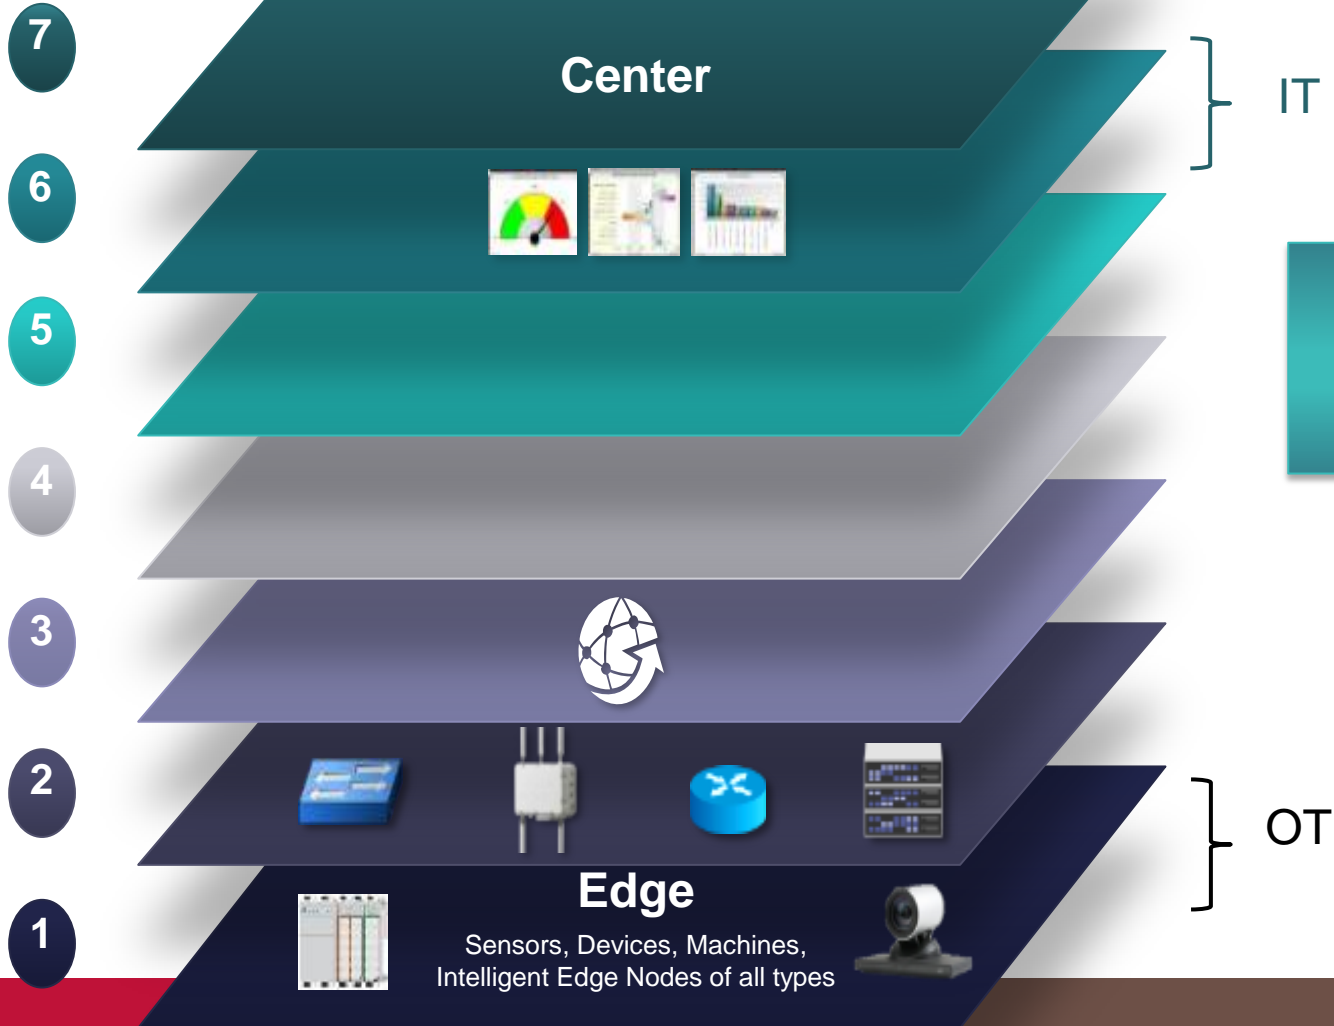 7
Center
IT
6
5
4
3
2
OT
Edge
1
Sensors, Devices, Machines,
Intelligent Edge Nodes of all types